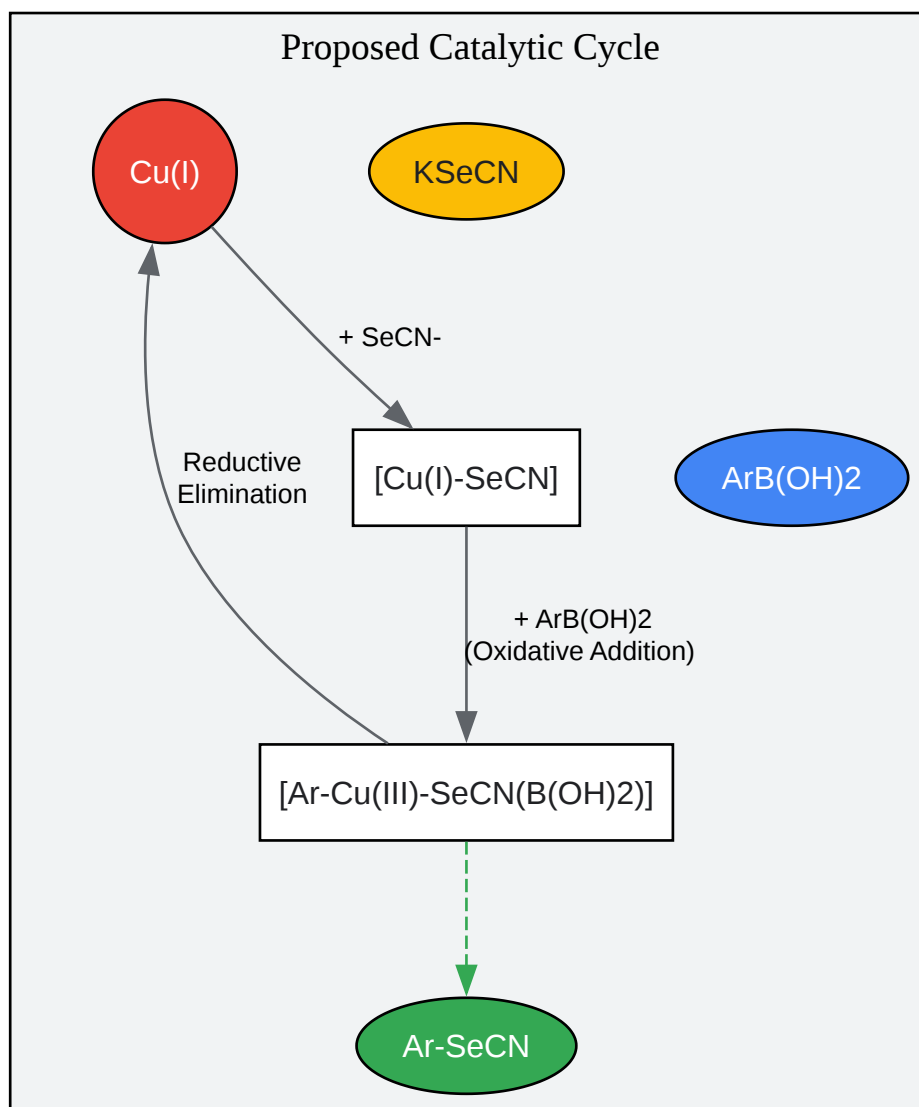 Proposed Catalytic Cycle
Cu(I)
KSeCN
+ SeCN-
Reductive
Elimination
[Cu(I)-SeCN]
ArB(OH)2
+ ArB(OH)2
(Oxidative Addition)
[Ar-Cu(III)-SeCN(B(OH)2)]
Ar-SeCN